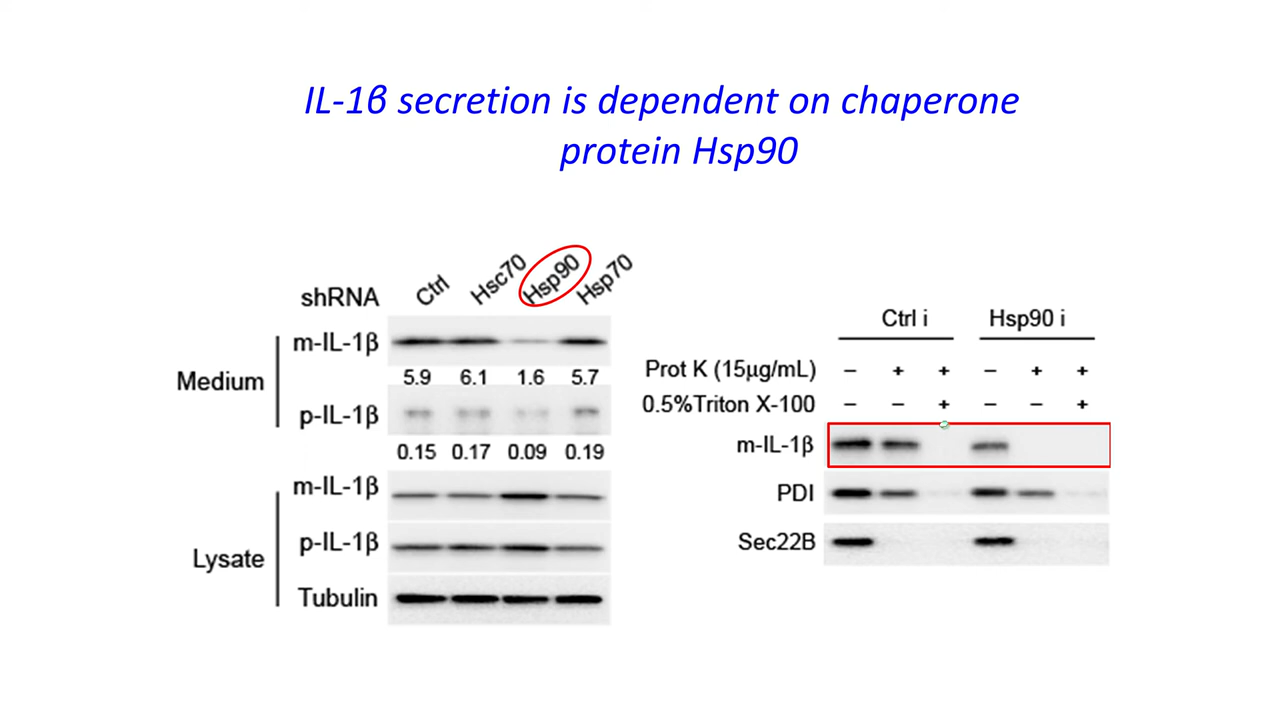 IL-1β secretion is dependent on chaperone
protein Hsp90
shRNA Ctrl Hsc70 Hsp90 Hsp70
Medium
m-IL-1β
5.9 6.1 1.6 5.7
p-IL-1β
0.15 0.17 0.09 0.19
Lysate
m-IL-1β
p-IL-1β
Tubulin
Ctrl i Hsp90 i
Prot K (15μg/mL) – + + – + +
0.5%Triton X-100 – – + – – +
m-IL-1β
PDI
Sec22B